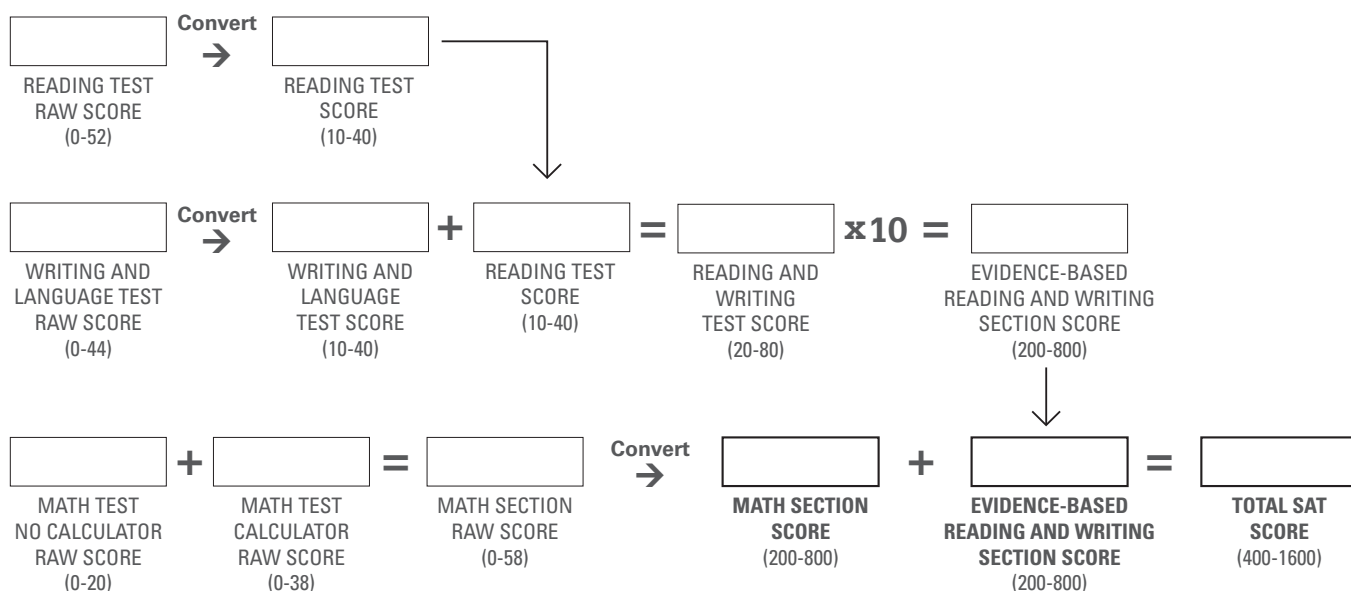 Convert
→
READING TEST
RAW SCORE
(0-52)
READING TEST
SCORE
(10-40)
Convert
→
+
=
x10 =
WRITING AND
LANGUAGE TEST
RAW SCORE
(0-44)
WRITING AND
LANGUAGE
TEST SCORE
(10-40)
READING TEST
SCORE
(10-40)
READING AND
WRITING
TEST SCORE
(20-80)
EVIDENCE-BASED
READING AND WRITING
SECTION SCORE
(200-800)
+
=
Convert
→
+
=
MATH TEST
NO CALCULATOR
RAW SCORE
(0-20)
MATH TEST
CALCULATOR
RAW SCORE
(0-38)
MATH SECTION
RAW SCORE
(0-58)
MATH SECTION
SCORE
(200-800)
EVIDENCE-BASED
READING AND WRITING
SECTION SCORE
(200-800)
TOTAL SAT
SCORE
(400-1600)